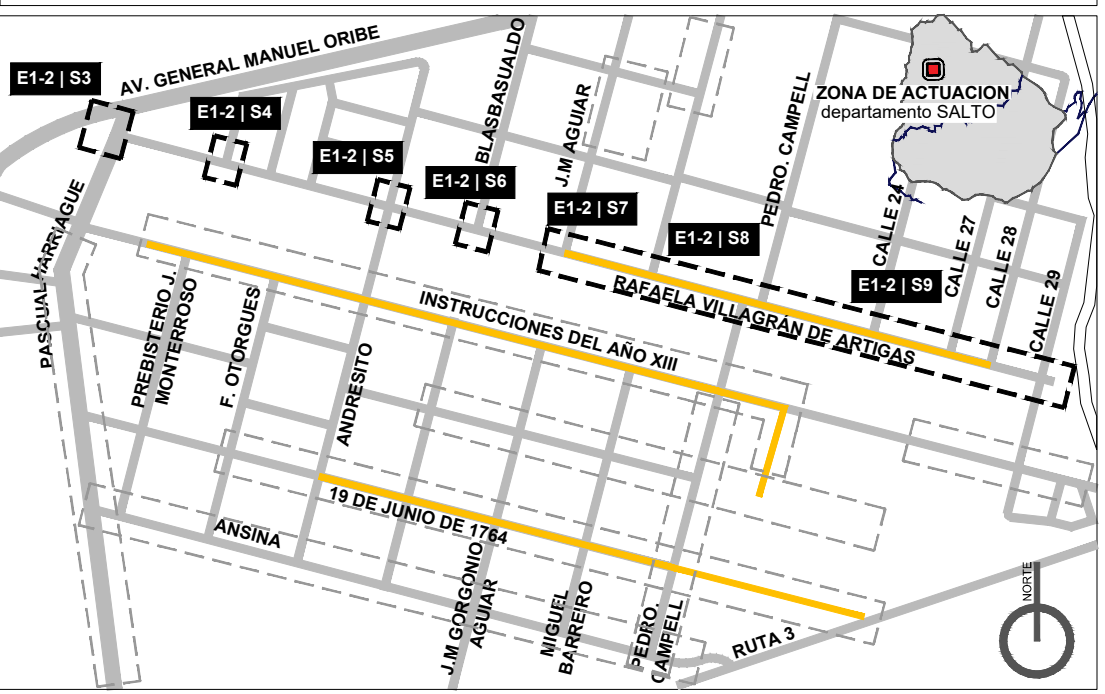 E1-2 | S3
AV. GENERAL MANUEL ORIBE
E1-2 | S4
E1-2 | S5
E1-2 | S6
BLASBASUALDO
E1-2 | S7
J.M AGUIAR
E1-2 | S8
PEDRO. CAMPELL
ZONA DE ACTUACION
departamento SALTO
CALLE 24
E1-2 | S9
CALLE 27
CALLE 28
CALLE 29
PASCUAL HARRIAGUE
PREBISTERIO J.
MONTERROSO
F. OTORGUES
ANDRESITO
INSTRUCCIONES DEL AÑO XIII
RAFAELA VILLAGRÁN DE ARTIGAS
19 DE JUNIO DE 1764
ANSINA
J.M GORGONIO
AGUIAR
MIGUEL
BARREIRO
PEDRO.
CAMPELL
RUTA 3
NORTE